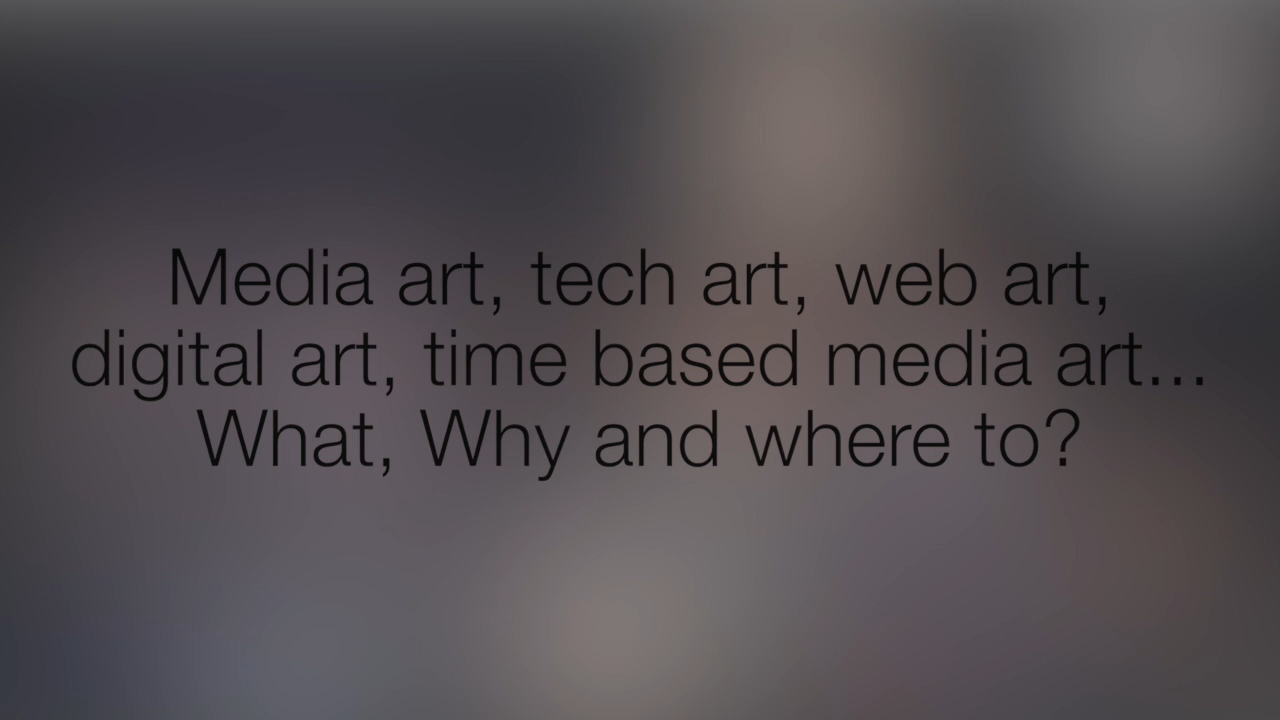 Media art, tech art, web art,
digital art, time based media art...
What, Why and where to?